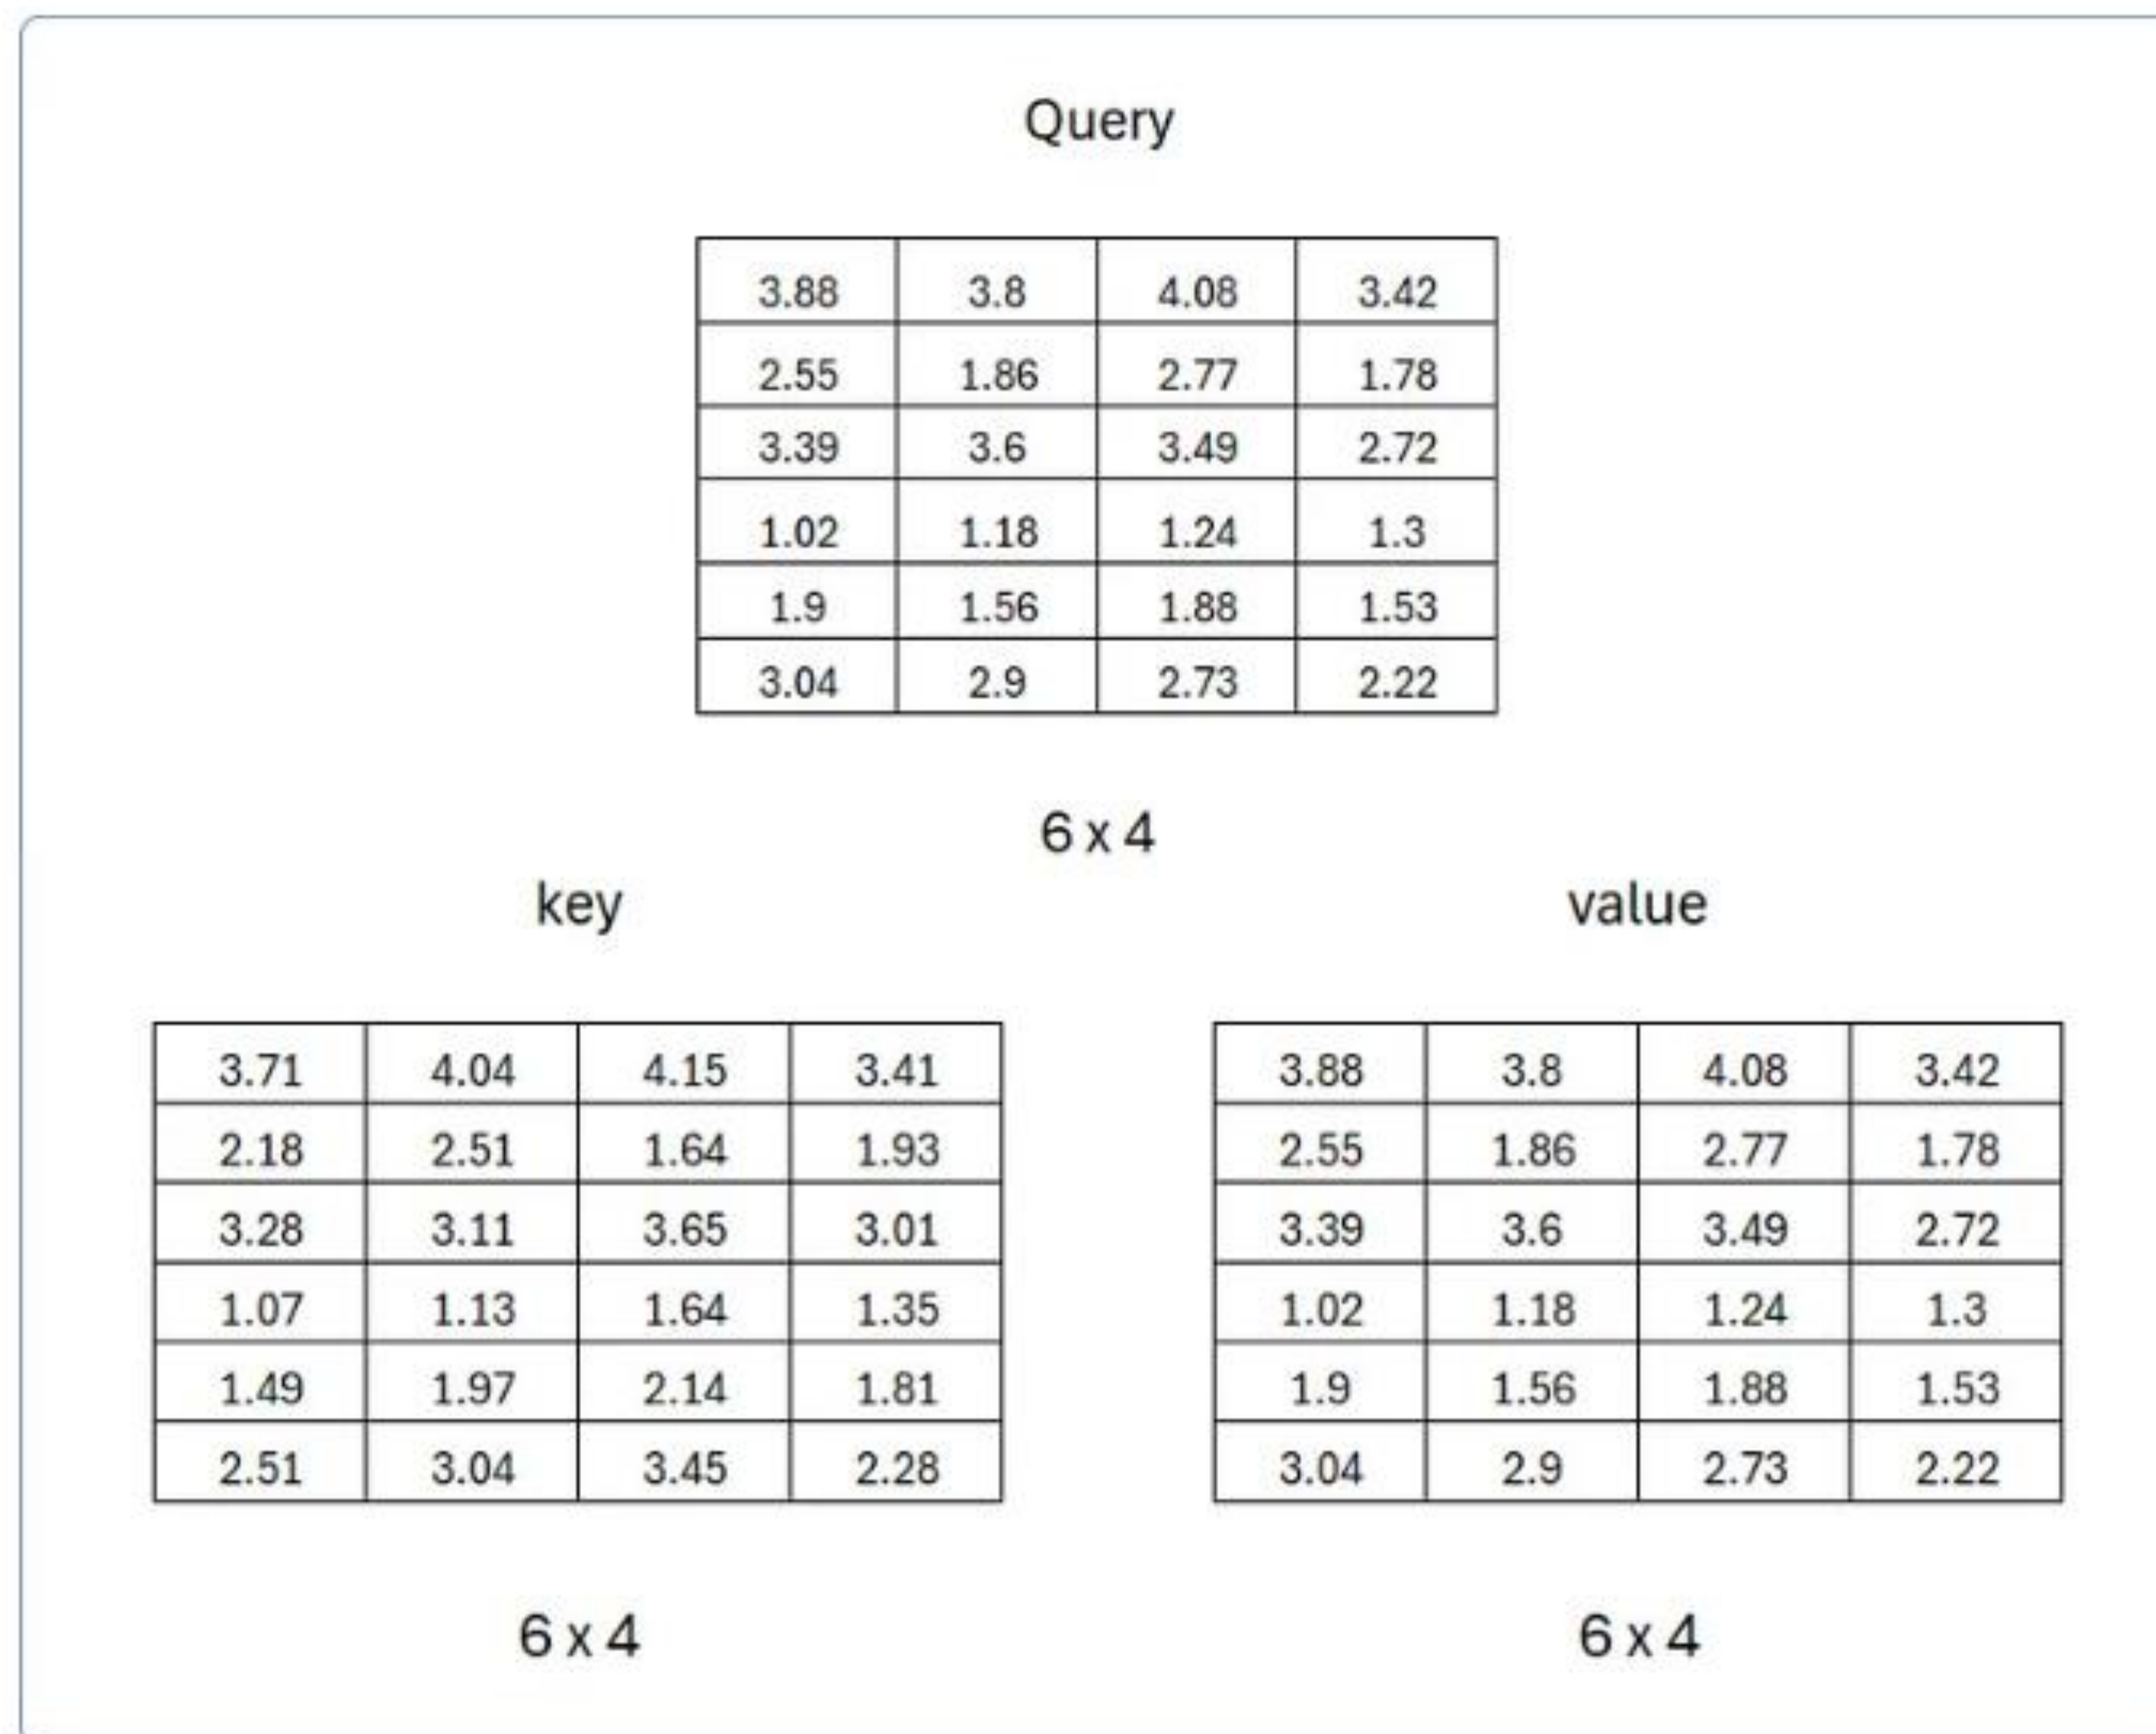 Query
3.88 3.8 4.08 3.42
2.55 1.86 2.77 1.78
3.39 3.6 3.49 2.72
1.02 1.18 1.24 1.3
1.9 1.56 1.88 1.53
3.04 2.9 2.73 2.22
6 x 4
key
3.71 4.04 4.15 3.41
2.18 2.51 1.64 1.93
3.28 3.11 3.65 3.01
1.07 1.13 1.64 1.35
1.49 1.97 2.14 1.81
2.51 3.04 3.45 2.28
6 x 4
value
3.88 3.8 4.08 3.42
2.55 1.86 2.77 1.78
3.39 3.6 3.49 2.72
1.02 1.18 1.24 1.3
1.9 1.56 1.88 1.53
3.04 2.9 2.73 2.22
6 x 4